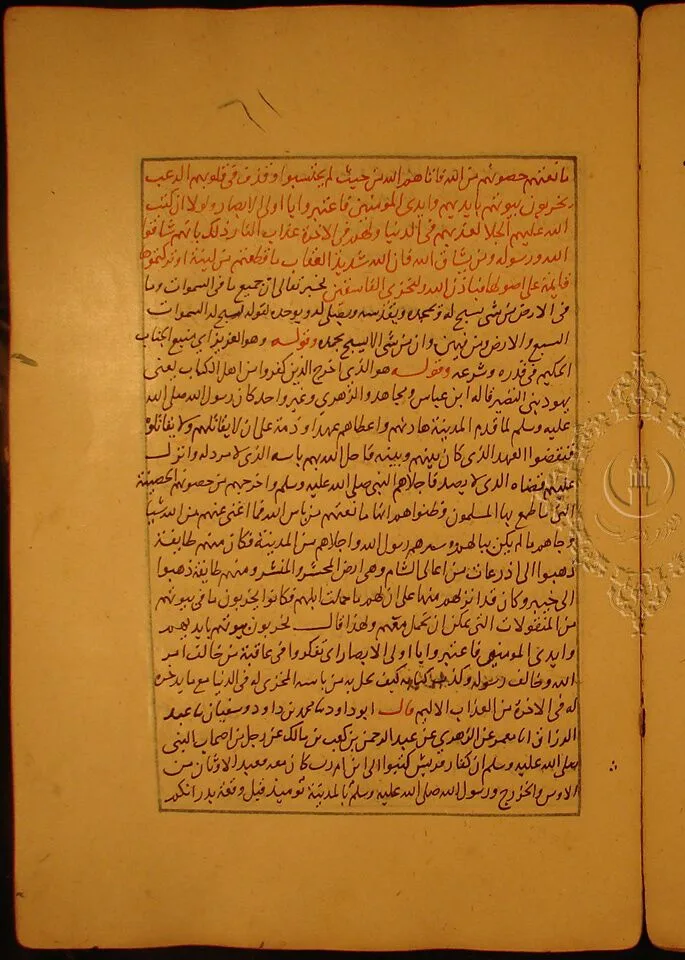 ٦١
مانعتهم حصونهم من الله فاتاهم الله من حيث لم يحتسبوا وقذف في قلوبهم الرعب
يخربون بيوتهم بايديهم وايدي المومنين فاعتبروا يا اولي الابصار ولولا ان كتب
الله عليهم الجلا لعذبهم في الدنيا ولهم في الاخرة عذاب النار ذلك بانهم شاقوا
الله ورسوله ومن يشاق الله فان الله شديد العقاب ما قطعتم من لينة او تركتموها
قايمة على اصولها فباذن الله وليخزي الفاسقين يخبر تعالى ان جميع ما في السموات وما
في الارض من شي يسبح له ويمجده ويقدسه ويصلي له ويوحده كقوله تسبح له السموات
السبع والارض ومن فيهن وان من شي الا يسبح بحمده وقوله وهو العزيز اي منيع الجناب
الحكيم في قدره وشرعه وقوله هو الذي اخرج الذين كفروا من اهل الكتاب يعني
يهود بني النضير قاله ابن عباس ومجاهد والزهري وغير واحد كان رسول الله صلى الله
عليه وسلم لما قدم المدينة هادنهم واعطاهم عهدا وذمة على ان لا يقاتلهم ولا يقاتلوه
فنقضوا العهد الذي كان بينهم وبينه فاحل الله بهم باسه الذي لا مرد له وانزل
عليهم قضاه الذي لا يصد فاجلاهم النبي صلى الله عليه وسلم واخرجهم من حصونهم الحصينة
التي ما طمع بها المسلمون وظنوا هم انها مانعتهم من باس الله فما اغنى عنهم من الله شيا
وجاهم ما لم يكن ببالهم وسيرهم رسول الله واجلاهم من المدينة فكان منهم طايفة
ذهبوا الى اذرعات من اعالي الشام وهي ارض المحشر والمنشر ومنهم طايفة ذهبوا
الى خيبر وكان قد انزلهم منها على ان لهم ما حملت ابلهم فكانوا يخربون ما في بيوتهم
من المنقولات التي يمكن ان تحمل معهم ولهذا قال يخربون بيوتهم بايديهم
وايدي المومنين فاعتبروا يا اولي الابصار اي تفكروا في عاقبة من خالف امر
الله وخالف رسوله وكذب كتابه كيف يحل به من باسه المخزي له في الدنيا مع ما يدخره
له في الاخرة من العذاب الاليم قال ابو داود نا محمد بن داود وسفيان نا عبد
الرزاق انا معمر عن الزهري عن عبد الرحمن بن كعب بن مالك عن رجل من اصحاب النبي
صلى الله عليه وسلم ان كفار قريش كتبوا الى ابن ابي ومن كان معه معبد الاوثان من
الاوس والخزرج ورسول الله صلى الله عليه وسلم بالمدينة يوميذ قبل وقعة بدر انكم